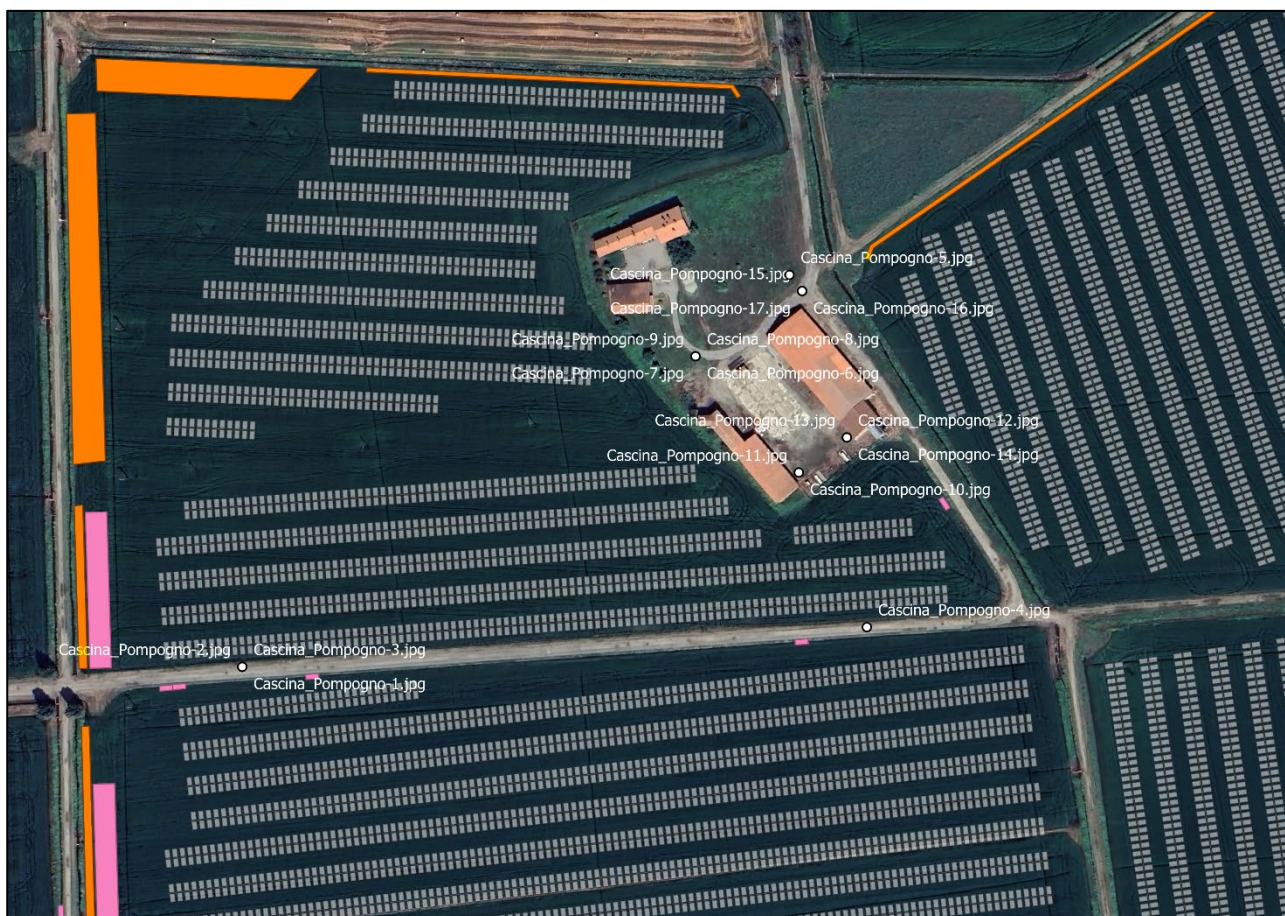 Cascina_Pompogno-5.jpg
Cascina_Pompogno-15.jpg
Cascina_Pompogno-17.jpg Cascina_Pompogno-16.jpg
Cascina_Pompogno-9.jpg Cascina_Pompogno-8.jpg
Cascina_Pompogno-7.jpg Cascina_Pompogno-6.jpg
Cascina_Pompogno-13.jpg Cascina_Pompogno-12.jpg
Cascina_Pompogno-11.jpg Cascina_Pompogno-14.jpg
Cascina_Pompogno-10.jpg
Cascina_Pompogno-4.jpg
Cascina_Pompogno-2.jpg Cascina_Pompogno-3.jpg
Cascina_Pompogno-1.jpg